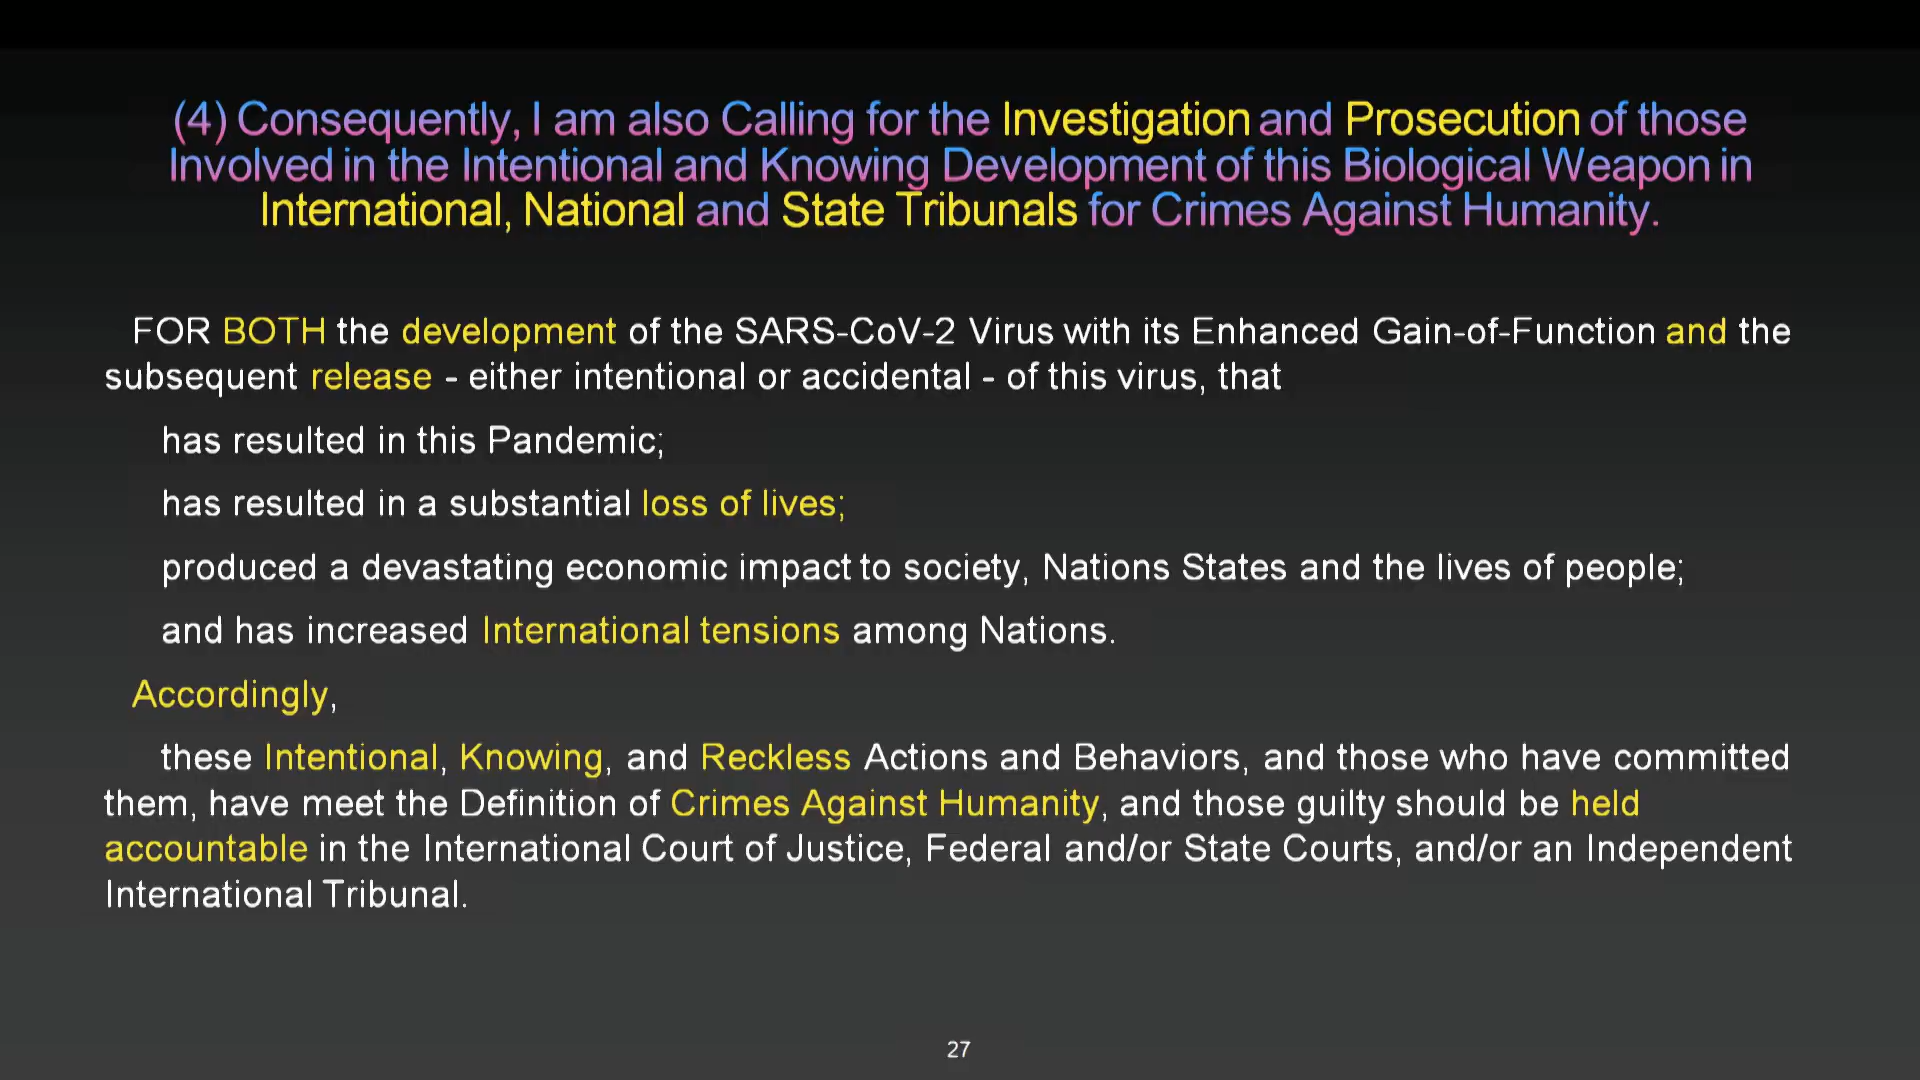 (4) Consequently, I am also Calling for the Investigation and Prosecution of those
Involved in the Intentional and Knowing Development of this Biological Weapon in
International, National and State Tribunals for Crimes Against Humanity.
FOR BOTH the development of the SARS-CoV-2 Virus with its Enhanced Gain-of-Function and the
subsequent release - either intentional or accidental - of this virus, that
has resulted in this Pandemic;
has resulted in a substantial loss of lives;
produced a devastating economic impact to society, Nations States and the lives of people;
and has increased International tensions among Nations.
Accordingly,
these Intentional, Knowing, and Reckless Actions and Behaviors, and those who have committed
them, have meet the Definition of Crimes Against Humanity, and those guilty should be held
accountable in the International Court of Justice, Federal and/or State Courts, and/or an Independent
International Tribunal.
27